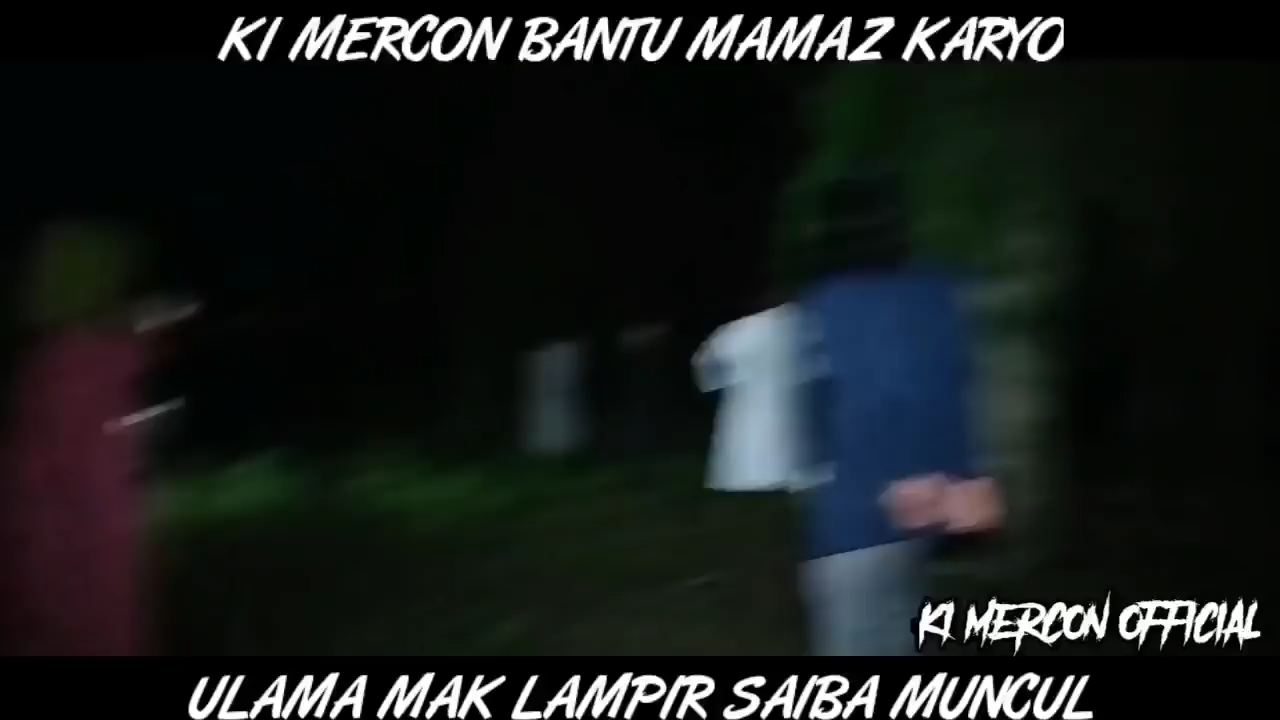 KI MERCON BANTU MAMAZ KARYO
KI MERCON OFFICIAL
ULAMA MAK LAMPIR SAIBA MUNCUL